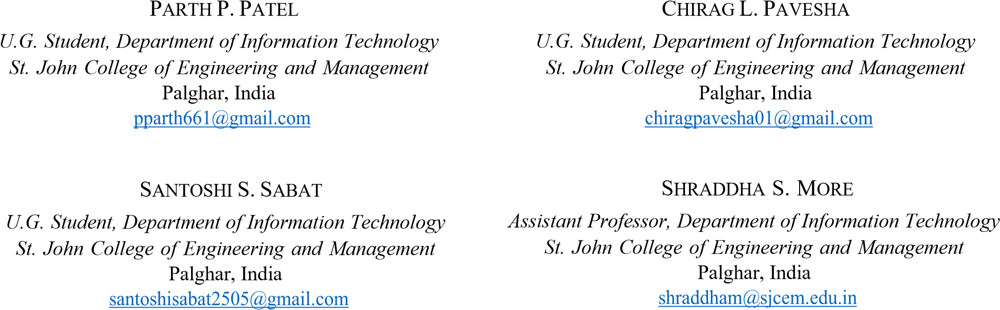 PARTH P. PATEL
U.G. Student, Department of Information Technology
St. John College of Engineering and Management
Palghar, India
pparth661@gmail.com
CHIRAG L. PAVESHA
U.G. Student, Department of Information Technology
St. John College of Engineering and Management
Palghar, India
chiragpavesha01@gmail.com
SANTOSHI S. SABAT
U.G. Student, Department of Information Technology
St. John College of Engineering and Management
Palghar, India
santoshisabat2505@gmail.com
SHRADDHA S. MORE
Assistant Professor, Department of Information Technology
St. John College of Engineering and Management
Palghar, India
shraddham@sjcem.edu.in